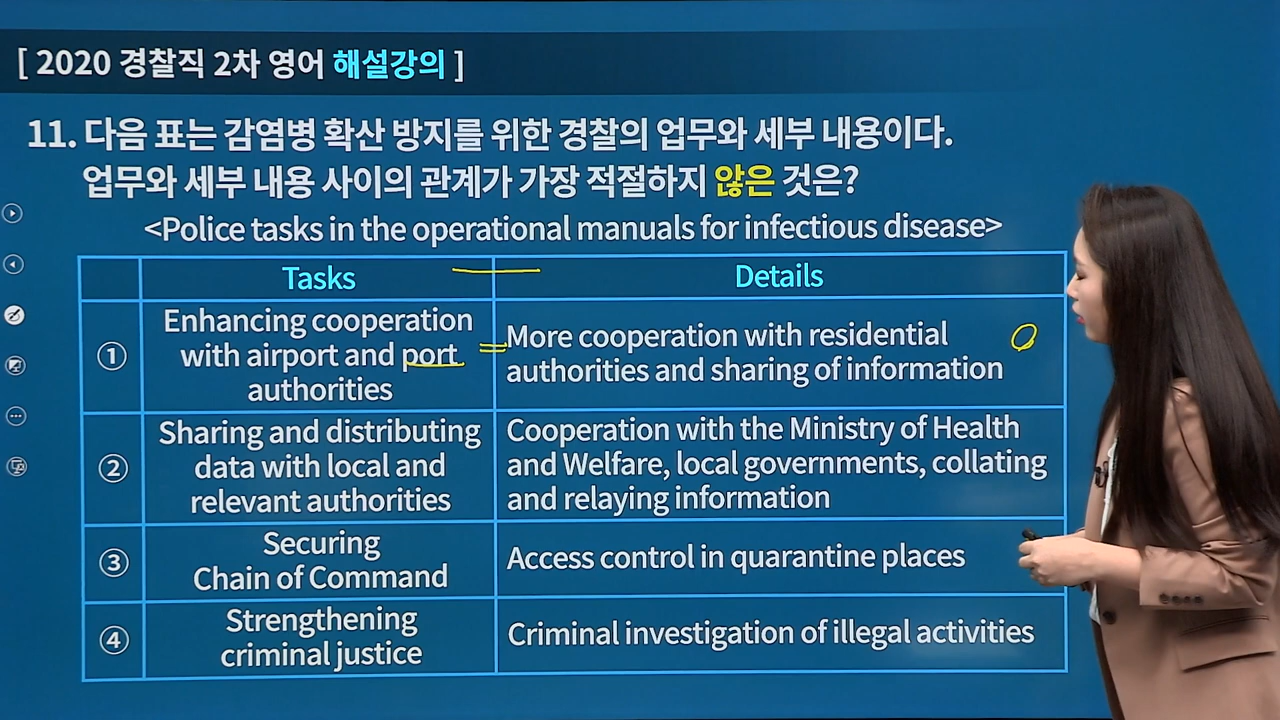 [ 2020 경찰직 2차 영어 해설강의 ]
11. 다음 표는 감염병 확산 방지를 위한 경찰의 업무와 세부 내용이다.
업무와 세부 내용 사이의 관계가 가장 적절하지 않은 것은?
<Police tasks in the operational manuals for infectious disease>
Tasks
Details
①
Enhancing cooperation
with airport and port
authorities
More cooperation with residential
authorities and sharing of information
②
Sharing and distributing
data with local and
relevant authorities
Cooperation with the Ministry of Health
and Welfare, local governments, collating
and relaying information
③
Securing
Chain of Command
Access control in quarantine places
④
Strengthening
criminal justice
Criminal investigation of illegal activities